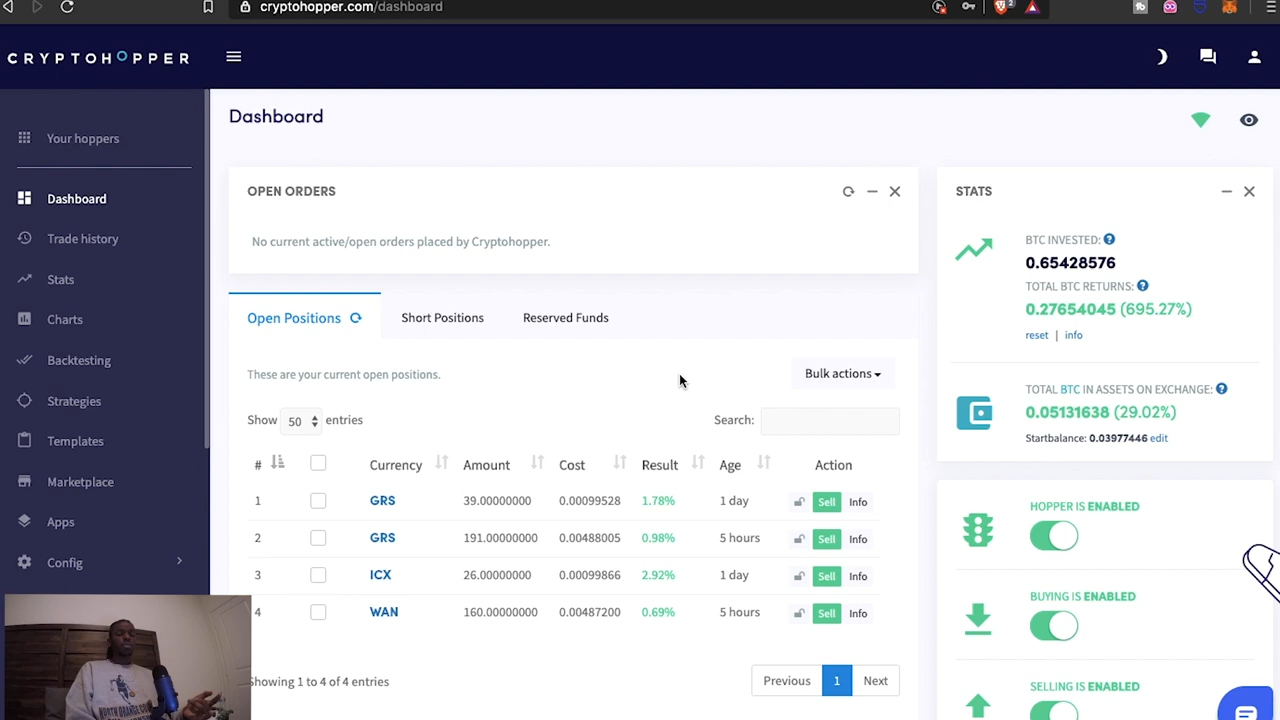 cryptohopper.com/dashboard
CRYPTOHOPPER
Your hoppers
Dashboard
Trade history
Stats
Charts
Backtesting
Strategies
Templates
Marketplace
Apps
Config
Dashboard
OPEN ORDERS
No current active/open orders placed by Cryptohopper.
Open Positions
Short Positions
Reserved Funds
These are your current open positions.
Bulk actions
Show 50 entries
Search:
# Currency Amount Cost Result Age Action
1 GRS 39.00000000 0.00099528 1.78% 1 day Sell Info
2 GRS 191.00000000 0.00488005 0.98% 5 hours Sell Info
3 ICX 26.00000000 0.00099866 2.92% 1 day Sell Info
4 WAN 160.00000000 0.00487200 0.69% 5 hours Sell Info
Showing 1 to 4 of 4 entries
Previous 1 Next
STATS
BTC INVESTED: ?
0.65428576
TOTAL BTC RETURNS: ?
0.27654045 (695.27%)
reset | info
TOTAL BTC IN ASSETS ON EXCHANGE: ?
0.05131638 (29.02%)
Startbalance: 0.03977446 edit
HOPPER IS ENABLED
BUYING IS ENABLED
SELLING IS ENABLED